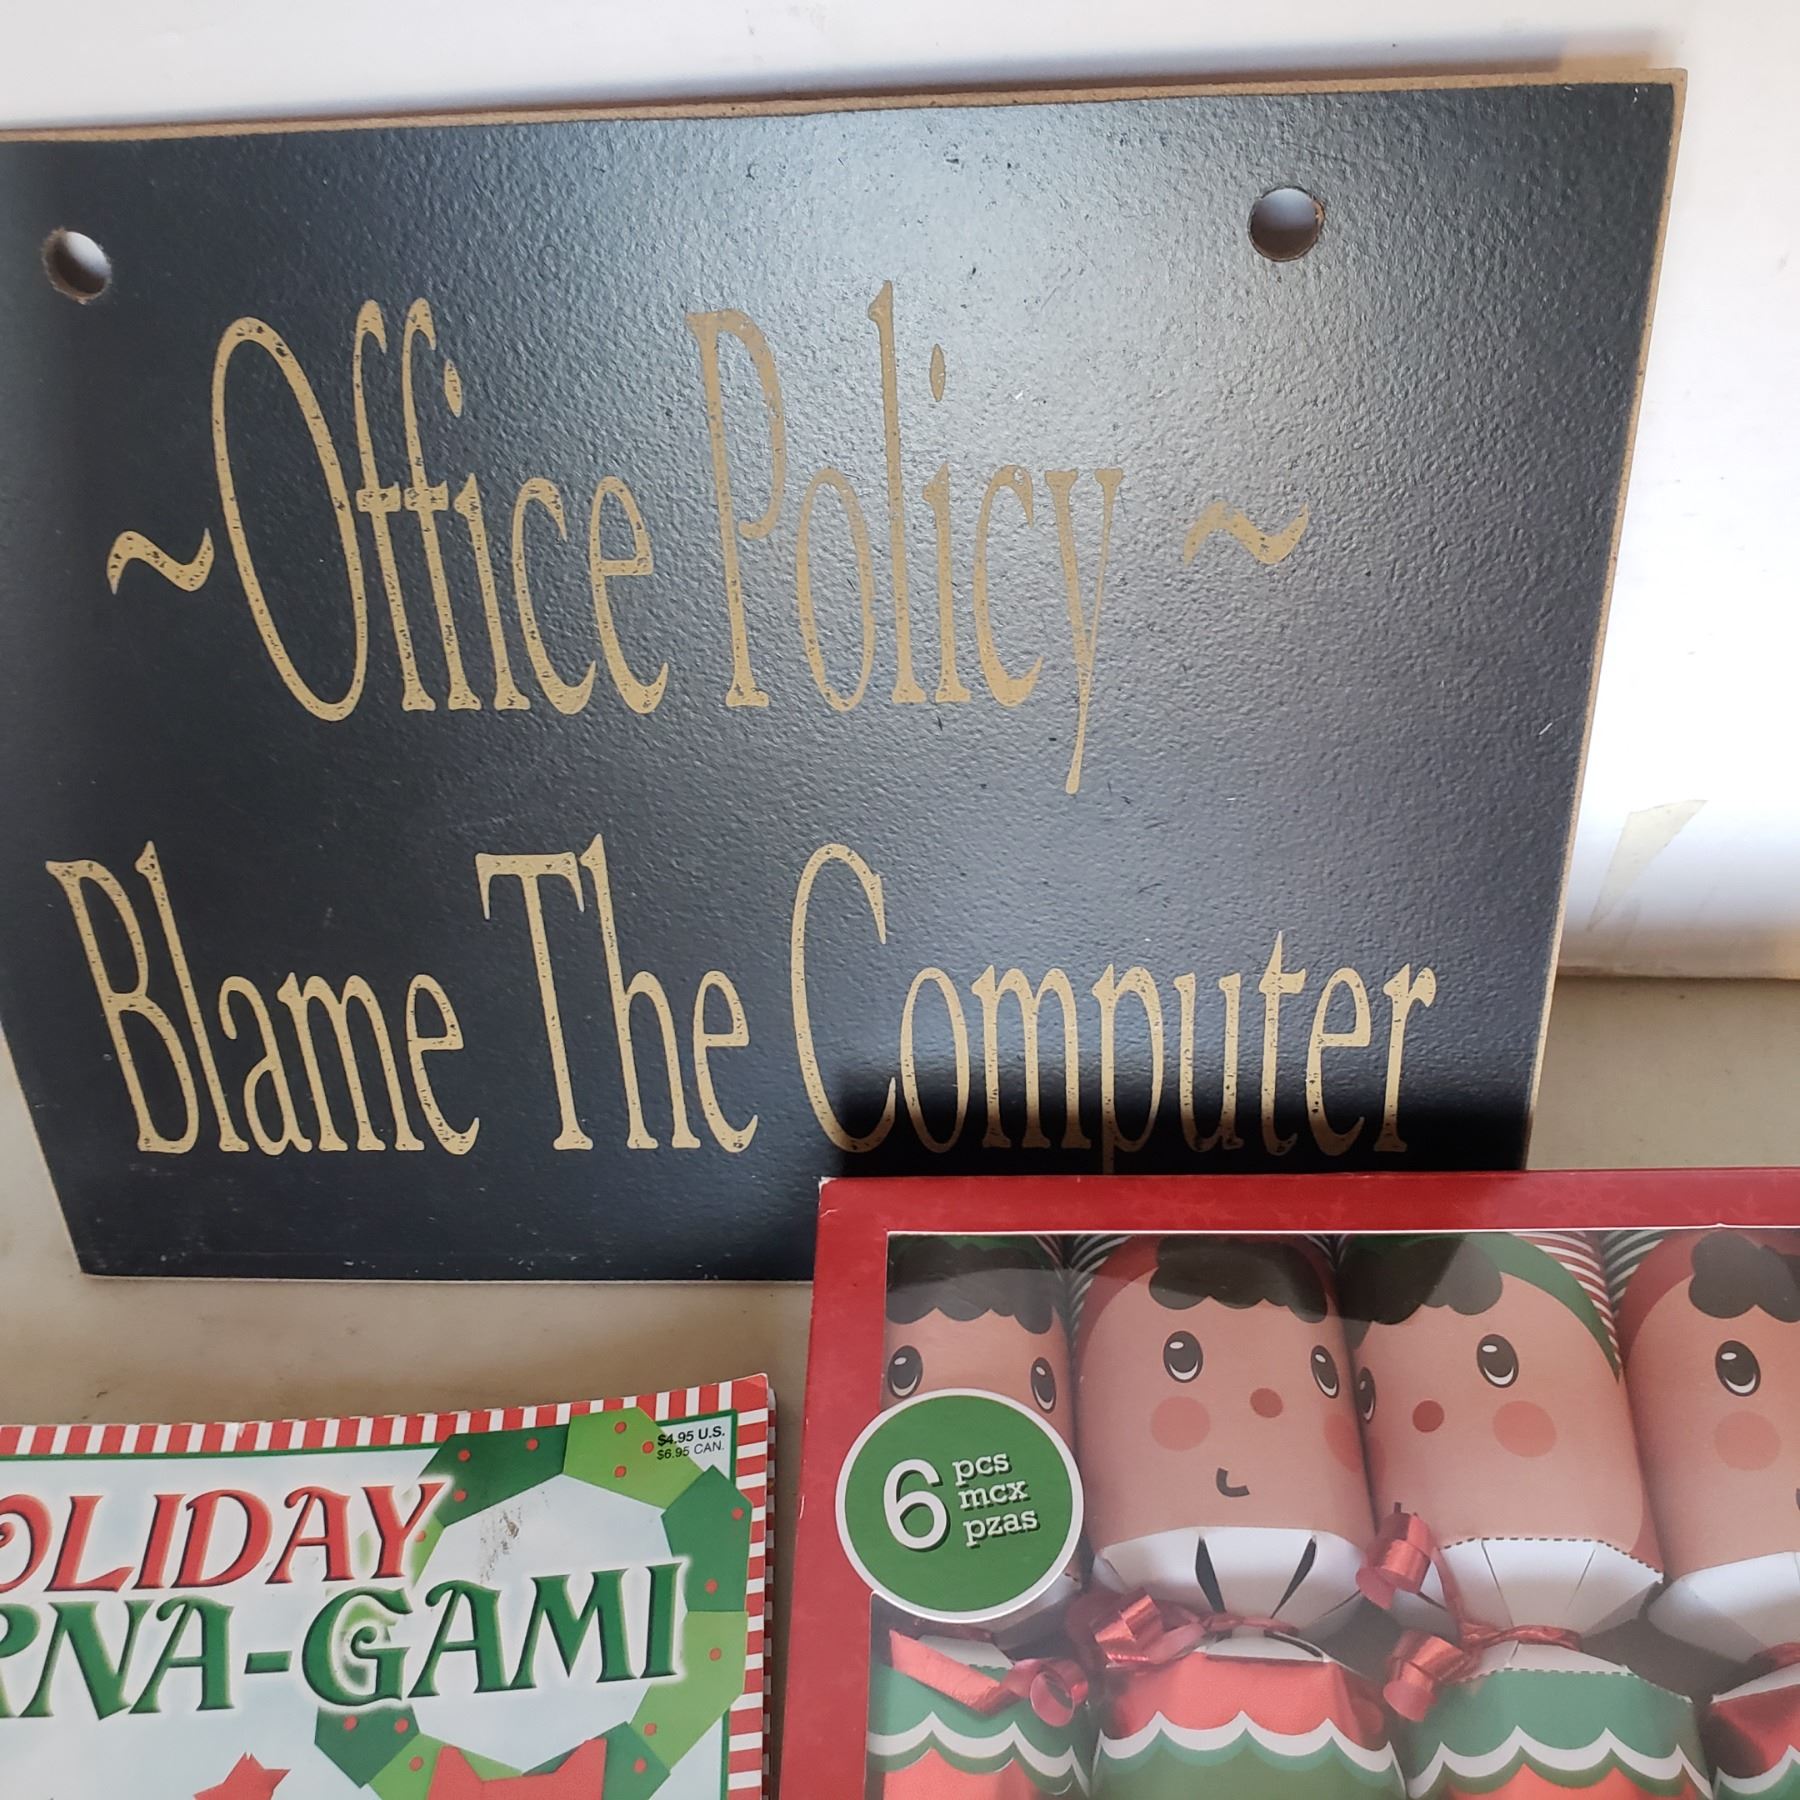 ~Office Policy ~
Blame The Computer
$4.95 U.S.
$6.95 CAN.
OLIDAY
RNA-GAMI
6 pcs
mcx
pzas